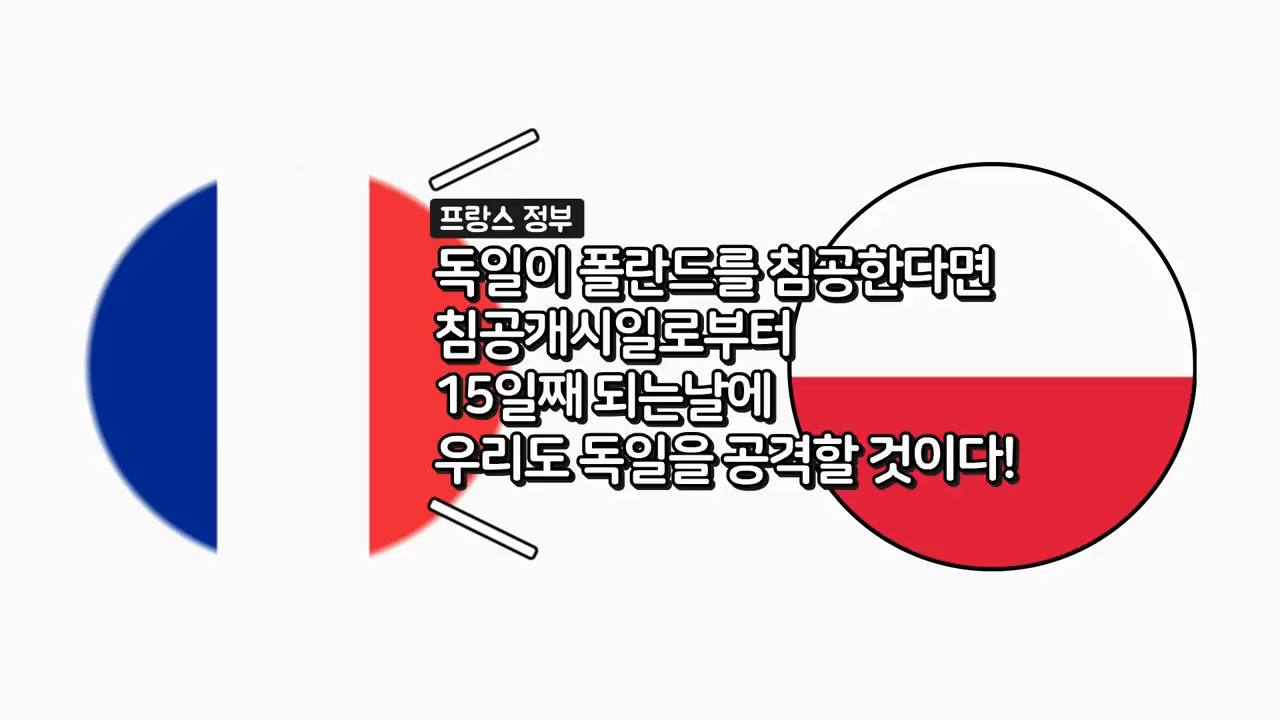 프랑스 정부
독일이 폴란드를 침공한다면
침공개시일로부터
15일째 되는날에
우리도 독일을 공격할 것이다!